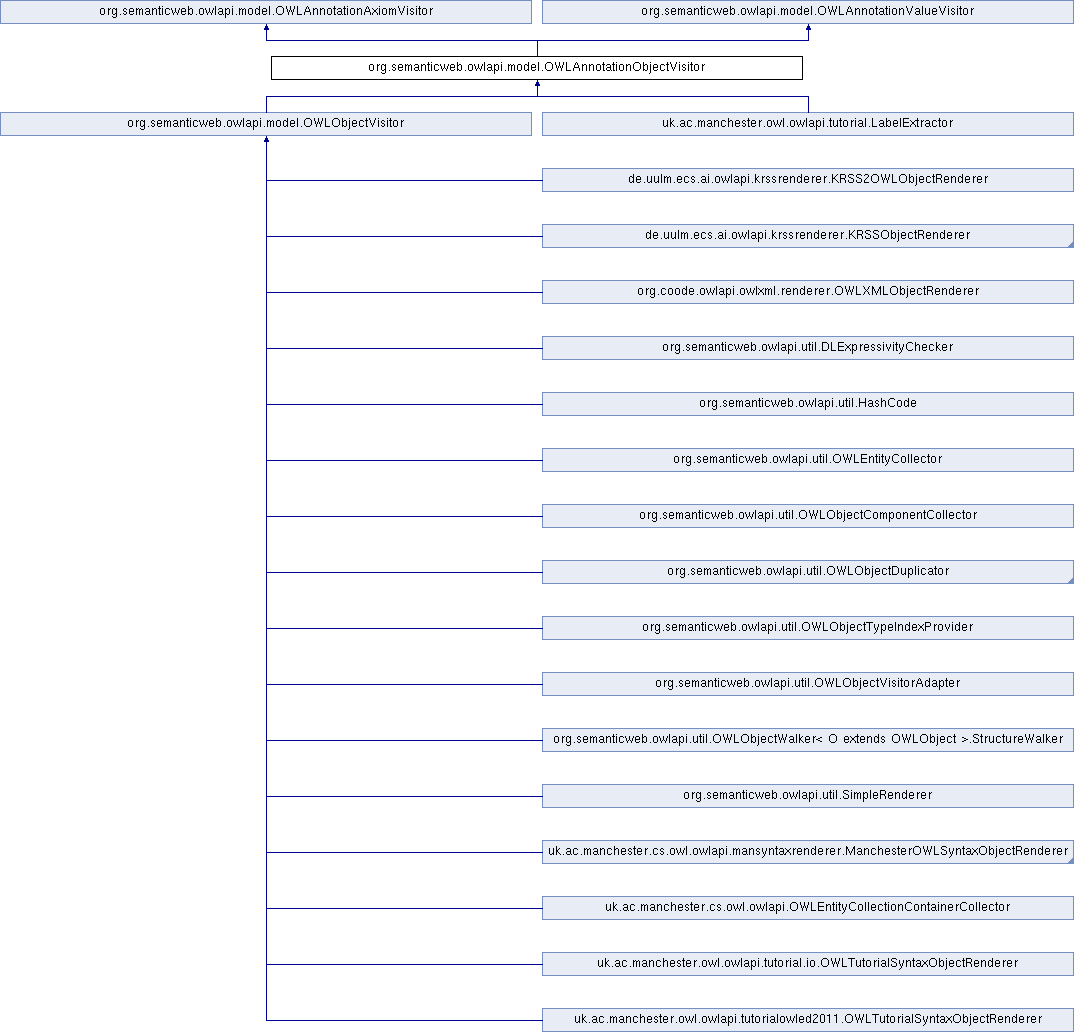 org.semanticweb.owlapi.model.OWLAnnotationAxiomVisitor
org.semanticweb.owlapi.model.OWLAnnotationValueVisitor
org.semanticweb.owlapi.model.OWLAnnotationObjectVisitor
org.semanticweb.owlapi.model.OWLObjectVisitor
uk.ac.manchester.owl.owlapi.tutorial.LabelExtractor
de.uulm.ecs.ai.owlapi.krssrenderer.KRSS2OWLObjectRenderer
de.uulm.ecs.ai.owlapi.krssrenderer.KRSSObjectRenderer
org.coode.owlapi.owlxml.renderer.OWLXMLObjectRenderer
org.semanticweb.owlapi.util.DLExpressivityChecker
org.semanticweb.owlapi.util.HashCode
org.semanticweb.owlapi.util.OWLEntityCollector
org.semanticweb.owlapi.util.OWLObjectComponentCollector
org.semanticweb.owlapi.util.OWLObjectDuplicator
org.semanticweb.owlapi.util.OWLObjectTypeIndexProvider
org.semanticweb.owlapi.util.OWLObjectVisitorAdapter
org.semanticweb.owlapi.util.OWLObjectWalker< O extends OWLObject >.StructureWalker
org.semanticweb.owlapi.util.SimpleRenderer
uk.ac.manchester.cs.owl.owlapi.mansyntaxrenderer.ManchesterOWLSyntaxObjectRenderer
uk.ac.manchester.cs.owl.owlapi.OWLEntityCollectionContainerCollector
uk.ac.manchester.owl.owlapi.tutorial.io.OWLTutorialSyntaxObjectRenderer
uk.ac.manchester.owl.owlapi.tutorialowled2011.OWLTutorialSyntaxObjectRenderer